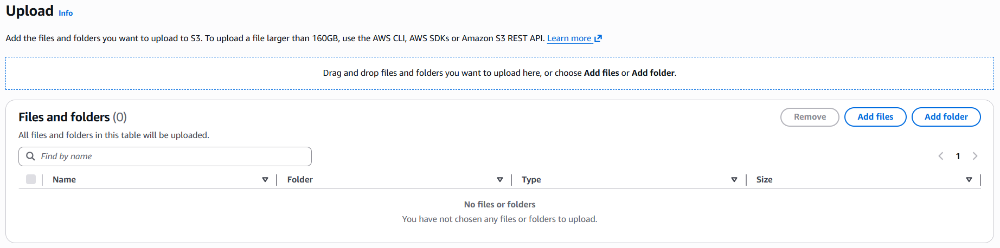 Upload Info
Add the files and folders you want to upload to S3. To upload a file larger than 160GB, use the AWS CLI, AWS SDKs or Amazon S3 REST API. Learn more
Drag and drop files and folders you want to upload here, or choose Add files or Add folder.
Files and folders (0)
Remove Add files Add folder
All files and folders in this table will be uploaded.
Find by name
1
Name Folder Type Size
No files or folders
You have not chosen any files or folders to upload.